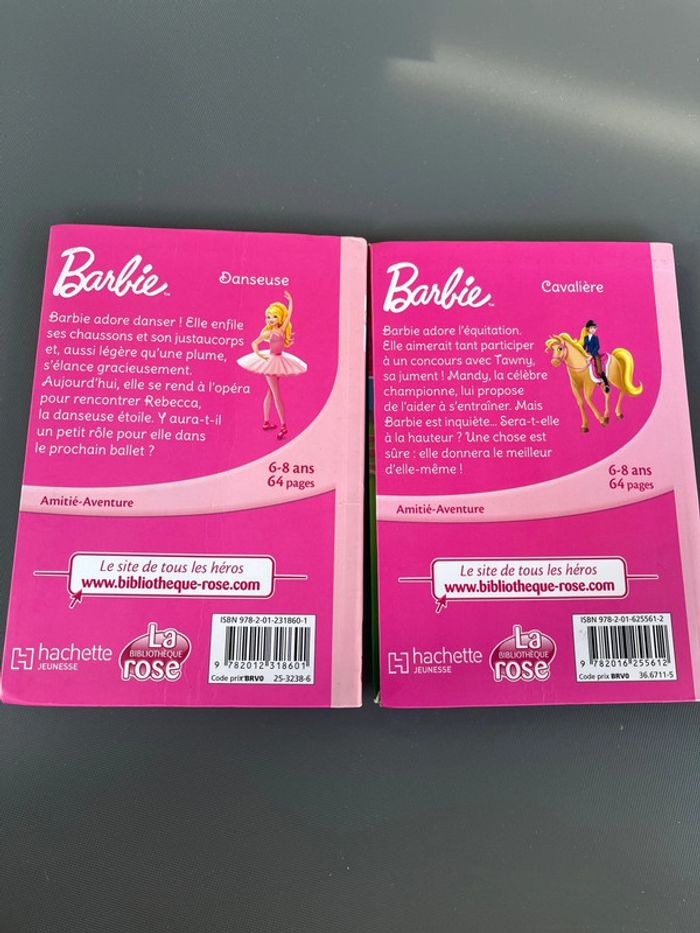 Barbie™
Danseuse
Barbie adore danser ! Elle enfile
ses chaussons et son justaucorps
et, aussi légère qu'une plume,
s'élance gracieusement.
Aujourd'hui, elle se rend à l'opéra
pour rencontrer Rebecca,
la danseuse étoile. Y aura-t-il
un petit rôle pour elle dans
le prochain ballet ?
6-8 ans
64 pages
Amitié-Aventure
Le site de tous les héros
www.bibliotheque-rose.com
hachette
JEUNESSE
La
BIBLIOTHÈQUE
rose
ISBN 978-2-01-231860-1
9 782012 318601
Code prix BRV0 25-3238-6
Barbie™
Cavalière
Barbie adore l'équitation.
Elle aimerait tant participer
à un concours avec Tawny,
sa jument ! Mandy, la célèbre
championne, lui propose
de l'aider à s'entraîner. Mais
Barbie est inquiète... Sera-t-elle
à la hauteur ? Une chose est
sûre : elle donnera le meilleur
d'elle-même !
6-8 ans
64 pages
Amitié-Aventure
Le site de tous les héros
www.bibliotheque-rose.com
hachette
JEUNESSE
La
BIBLIOTHÈQUE
rose
ISBN 978-2-01-625561-2
9 782016 255612
Code prix BRV0 36.6711-5